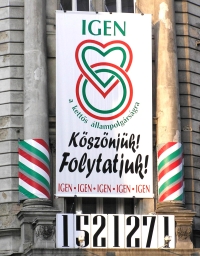 IGEN
a kettős állampolgárságra
Köszönjük!
Folytatjuk!
IGEN • IGEN • IGEN • IGEN • IGEN
1521271